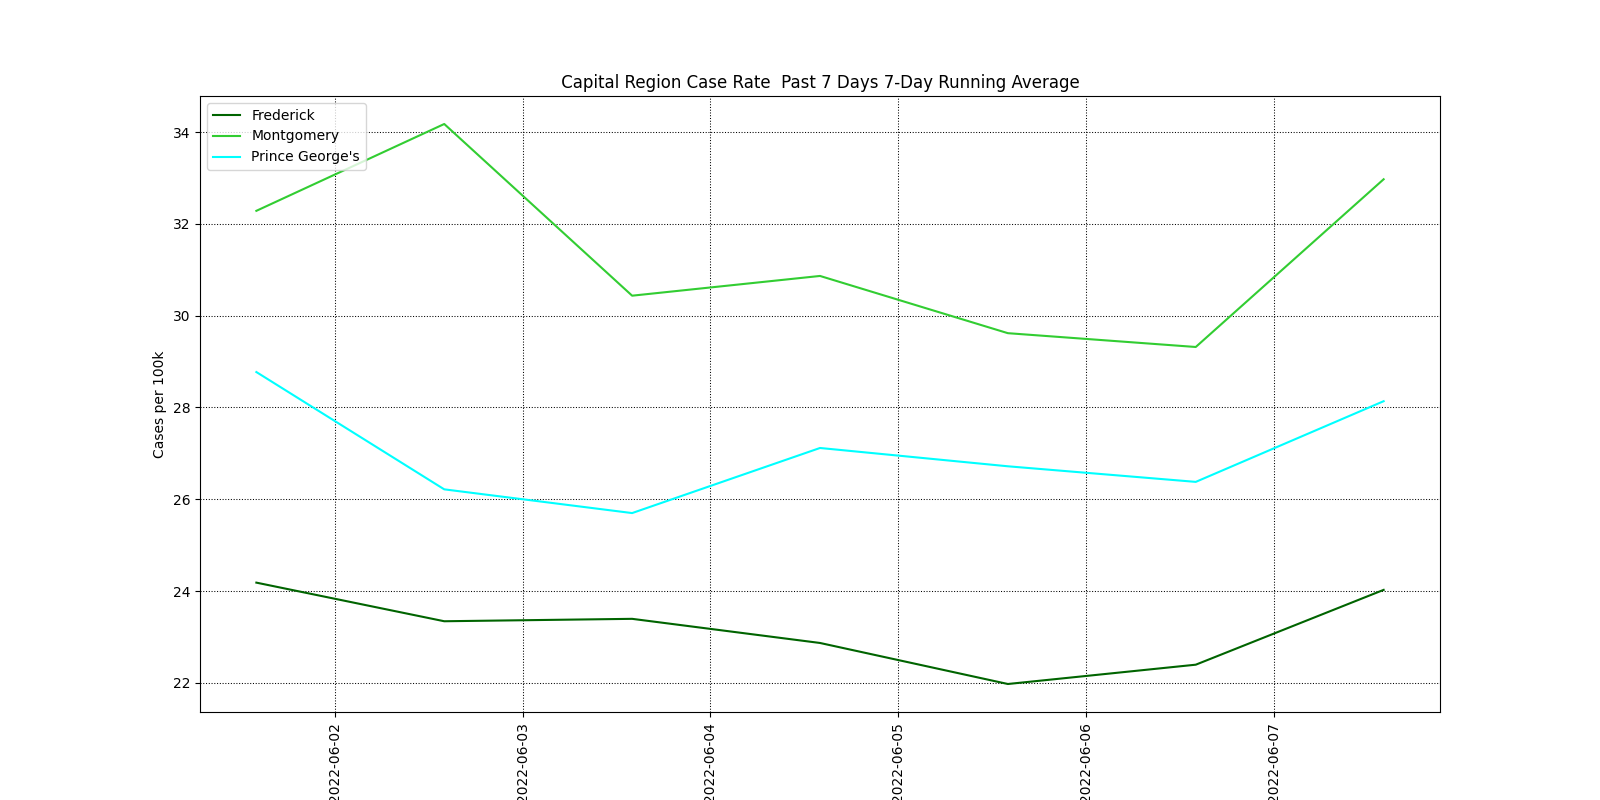 Capital Region Case Rate  Past 7 Days 7-Day Running Average
Frederick
Montgomery
Prince George's
Cases per 100k
34
32
30
28
26
24
22
2022-06-02
2022-06-03
2022-06-04
2022-06-05
2022-06-06
2022-06-07